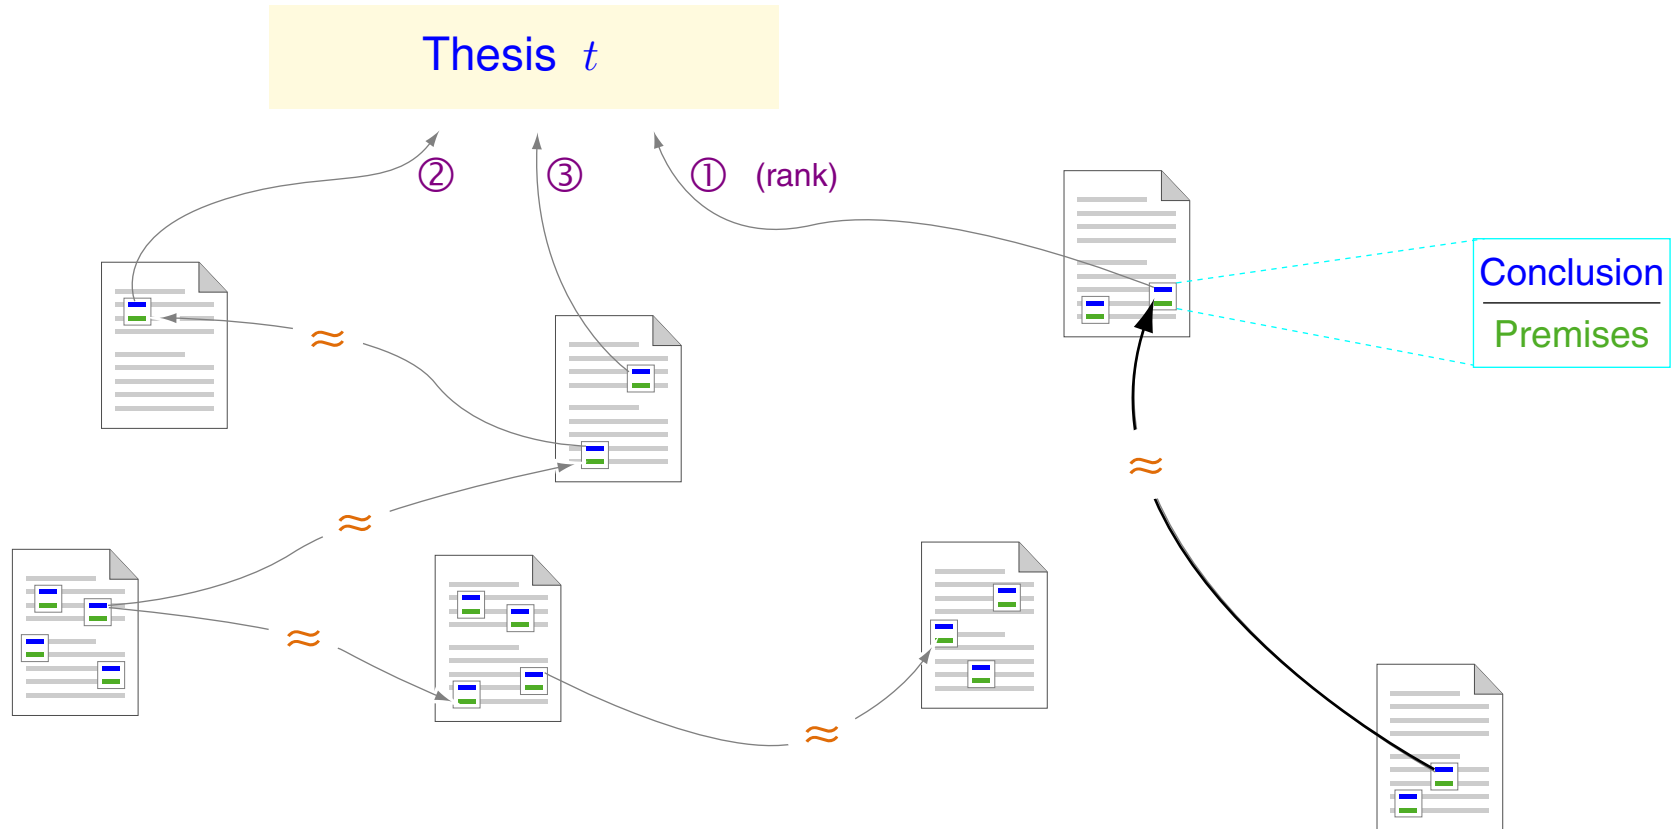 Thesis t
② ③ ① (rank)
Conclusion
Premises
≈
≈
≈
≈
≈